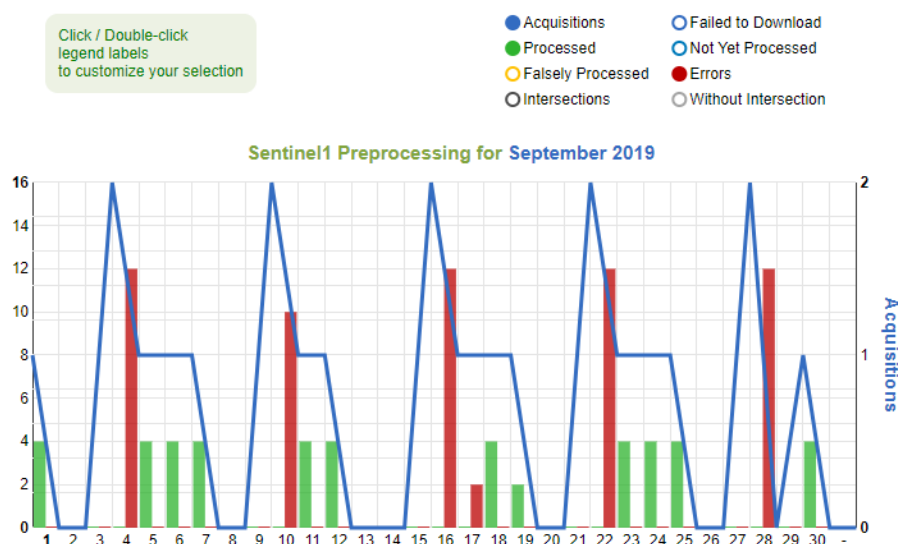 Click / Double-click
legend labels
to customize your selection
Acquisitions
Failed to Download
Processed
Not Yet Processed
Falsely Processed
Errors
Intersections
Without Intersection
Sentinel1 Preprocessing for September 2019
16
14
12
10
8
6
4
2
0
2
1
0
Acquisitions
1 2 3 4 5 6 7 8 9 10 11 12 13 14 15 16 17 18 19 20 21 22 23 24 25 26 27 28 29 30 -